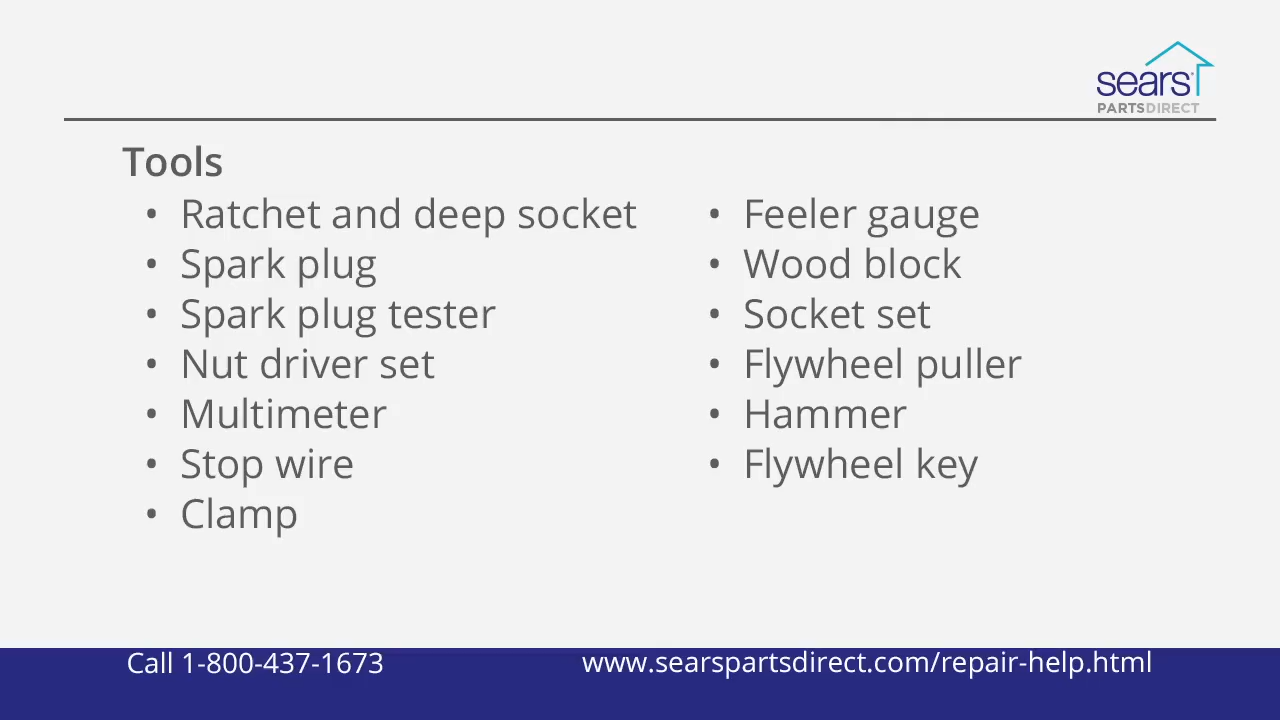 sears
PARTSDIRECT
Tools
• Ratchet and deep socket
• Spark plug
• Spark plug tester
• Nut driver set
• Multimeter
• Stop wire
• Clamp
• Feeler gauge
• Wood block
• Socket set
• Flywheel puller
• Hammer
• Flywheel key
Call 1-800-437-1673
www.searspartsdirect.com/repair-help.html